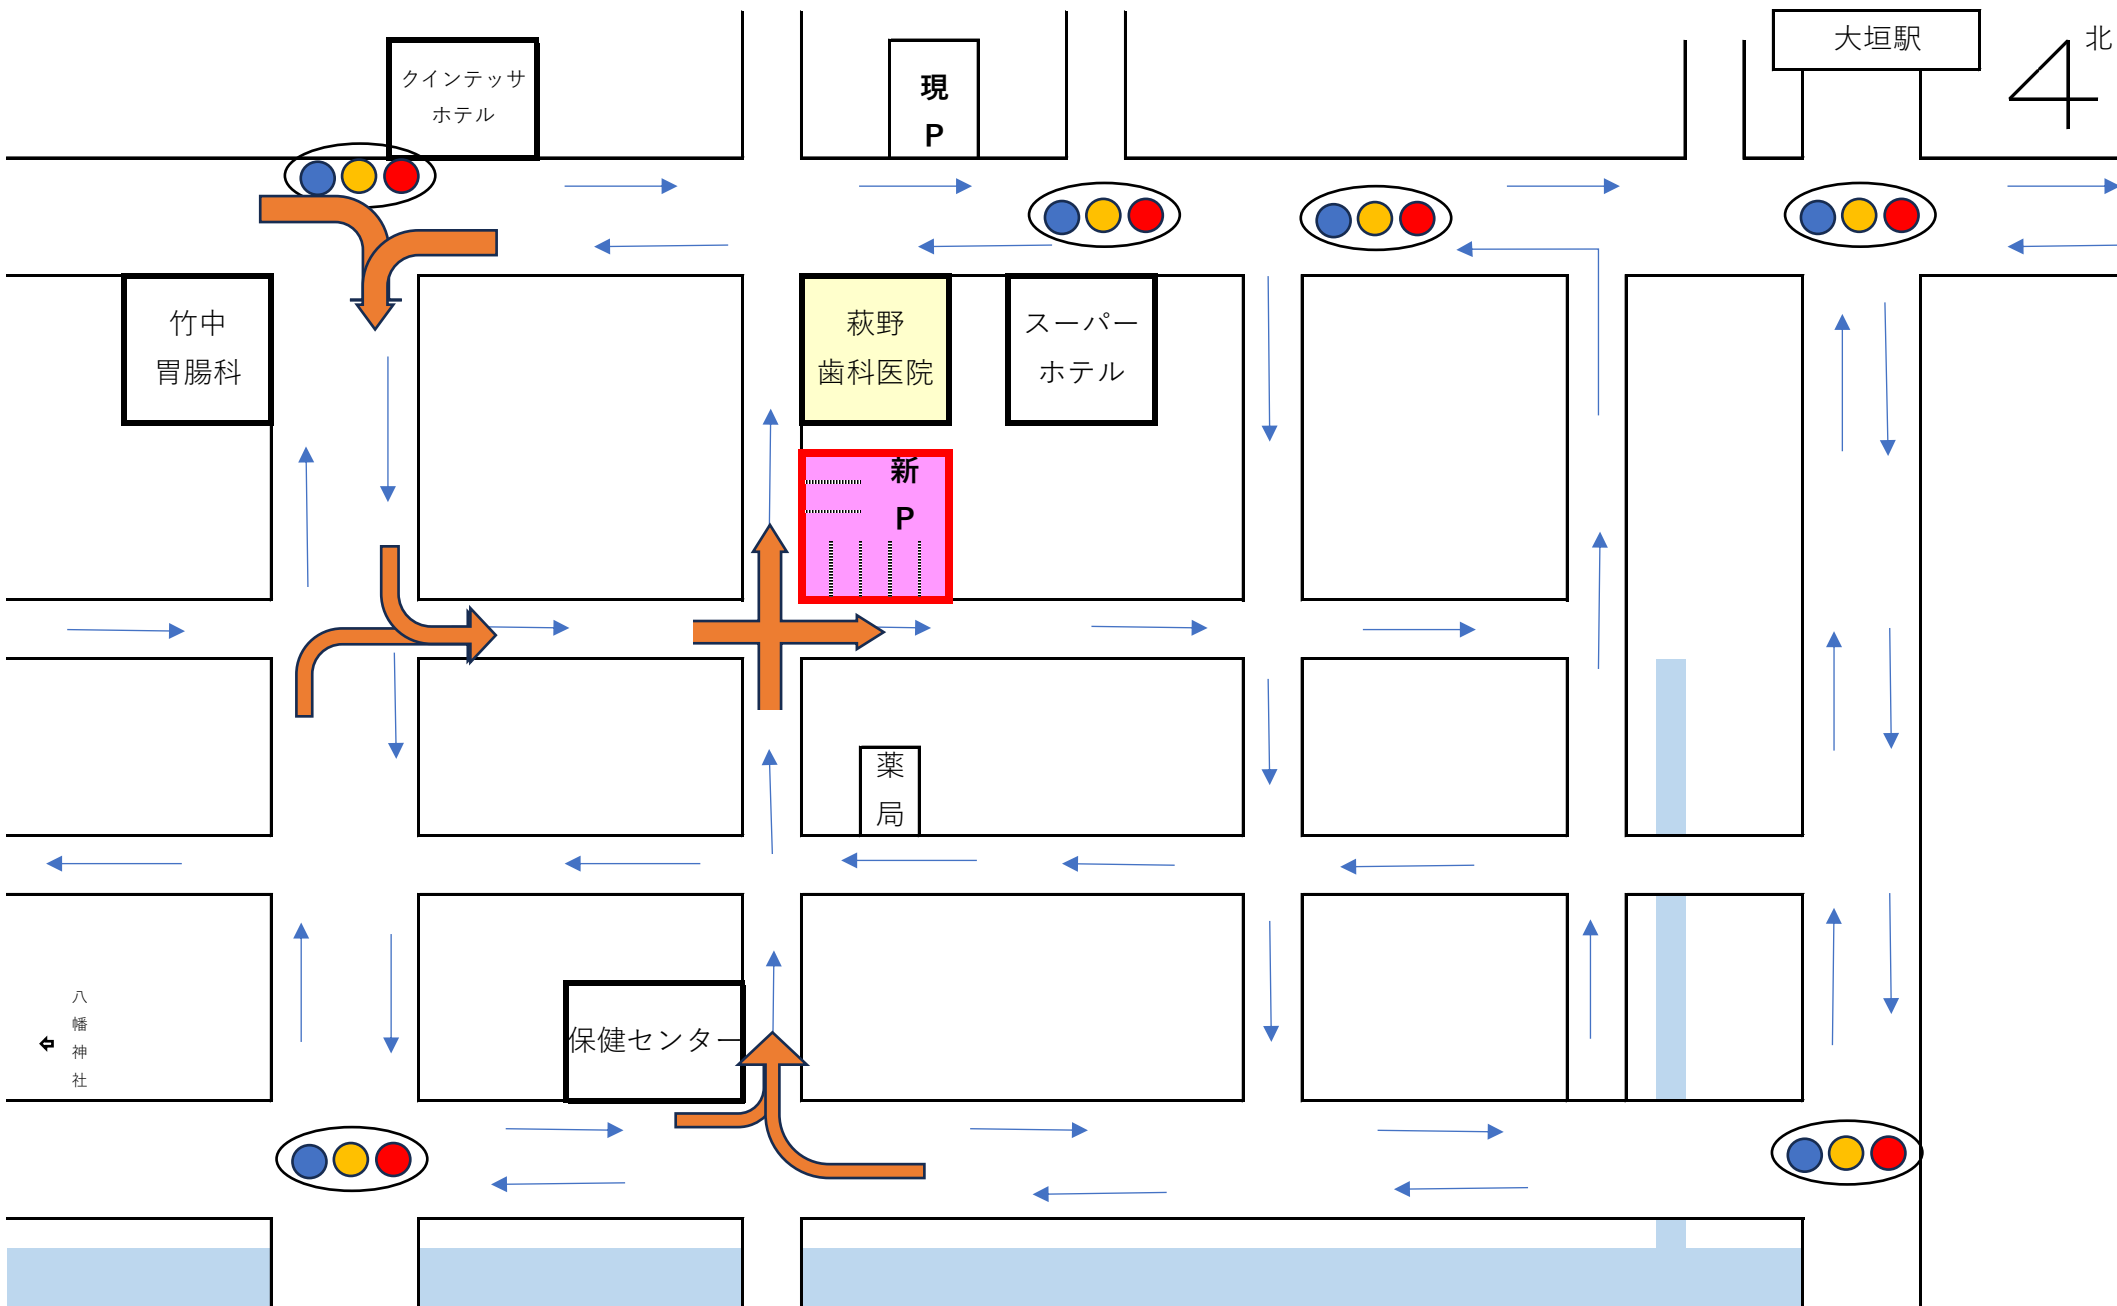 大垣駅
北
クインテッサ
ホテル
現
P
竹中
胃腸科
萩野
歯科医院
スーパー
ホテル
新
P
薬
局
保健センター
八
幡
神
社